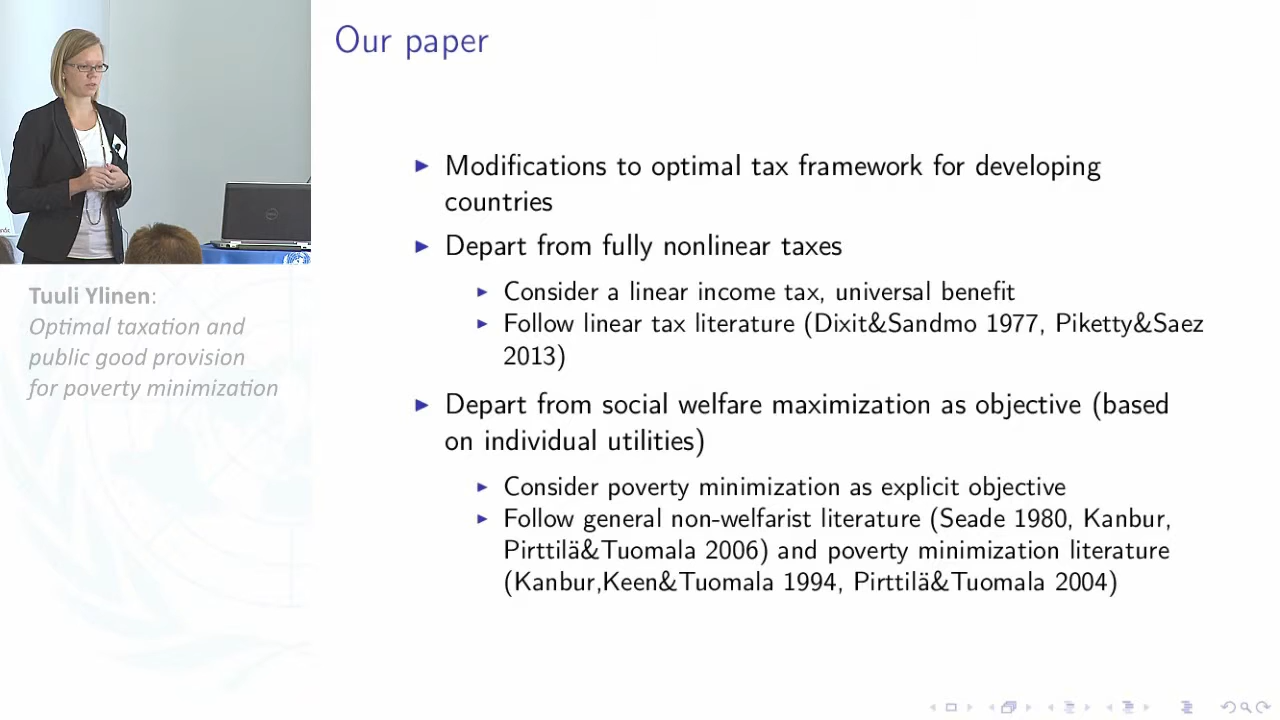 Our paper
Modifications to optimal tax framework for developing
countries
Depart from fully nonlinear taxes
Consider a linear income tax, universal benefit
Follow linear tax literature (Dixit&Sandmo 1977, Piketty&Saez
2013)
Depart from social welfare maximization as objective (based
on individual utilities)
Consider poverty minimization as explicit objective
Follow general non-welfarist literature (Seade 1980, Kanbur,
Pirttilä&Tuomala 2006) and poverty minimization literature
(Kanbur,Keen&Tuomala 1994, Pirttilä&Tuomala 2004)
Tuuli Ylinen:
Optimal taxation and
public good provision
for poverty minimization